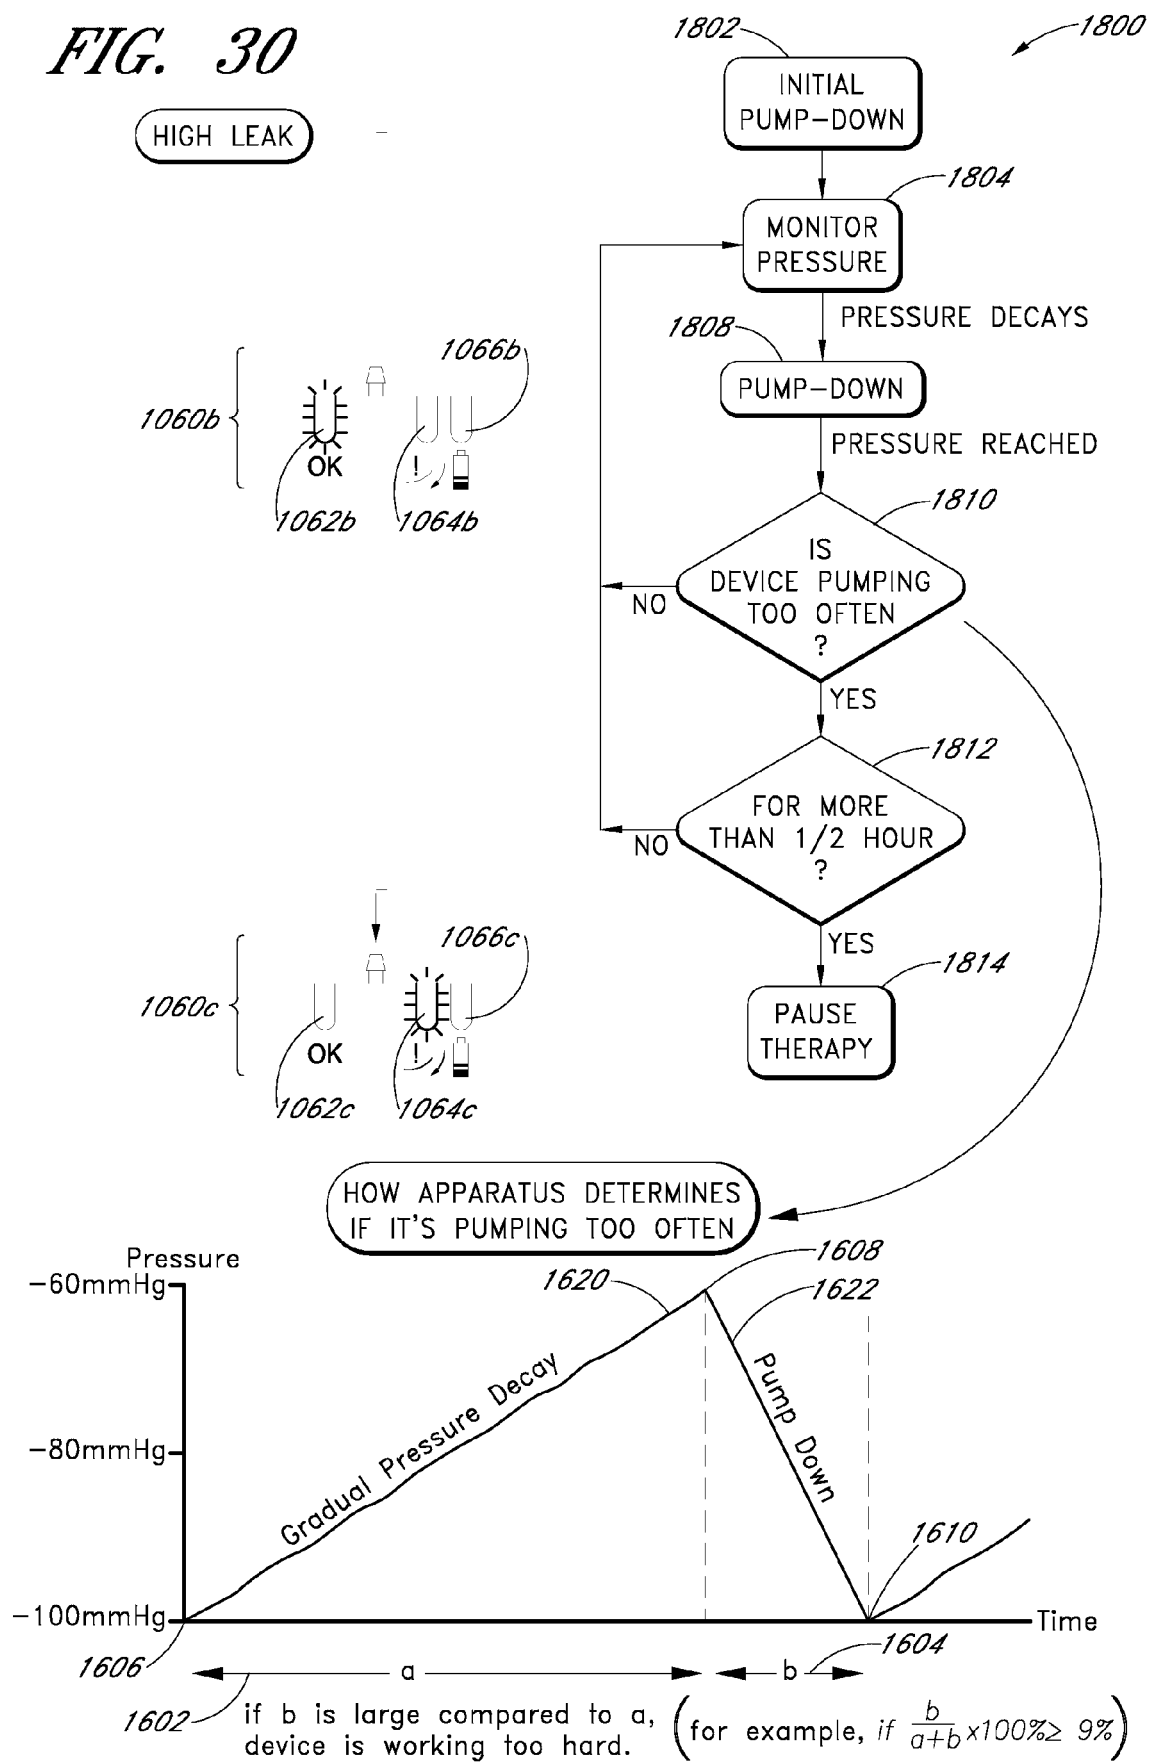 FIG. 30
1800
1802
INITIAL
PUMP-DOWN
HIGH LEAK
1804
MONITOR
PRESSURE
PRESSURE DECAYS
1808
PUMP-DOWN
PRESSURE REACHED
1066b
1060b
OK
!
1062b
1064b
1810
IS
DEVICE PUMPING
TOO OFTEN
?
NO
YES
1812
FOR MORE
THAN 1/2 HOUR
?
NO
YES
1814
PAUSE
THERAPY
1066c
1060c
OK
!
1062c
1064c
HOW APPARATUS DETERMINES
IF IT'S PUMPING TOO OFTEN
Pressure
-60mmHg
-80mmHg
-100mmHg
1620
1608
1622
Gradual Pressure Decay
Pump Down
1610
Time
1606
1604
a
b
1602
if b is large compared to a,
device is working too hard.
(for example, if b/a+b x100%≥ 9%)